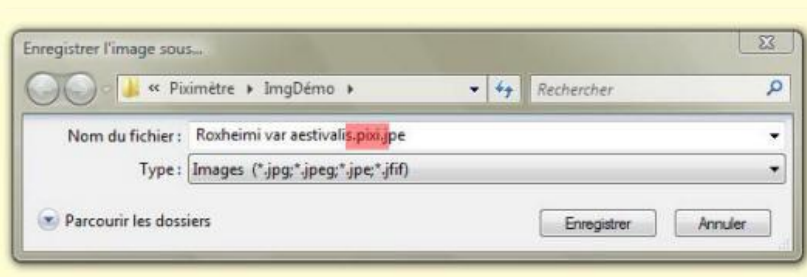 Enregistrer l'image sous...
« Piximètre ▸ ImgDémo ▸ Rechercher
Nom du fichier : Roxheimi var aestivalis.pixi.jpe
Type : Images (*.jpg;*.jpeg;*.jpe;*.jfif)
Parcourir les dossiers Enregistrer Annuler